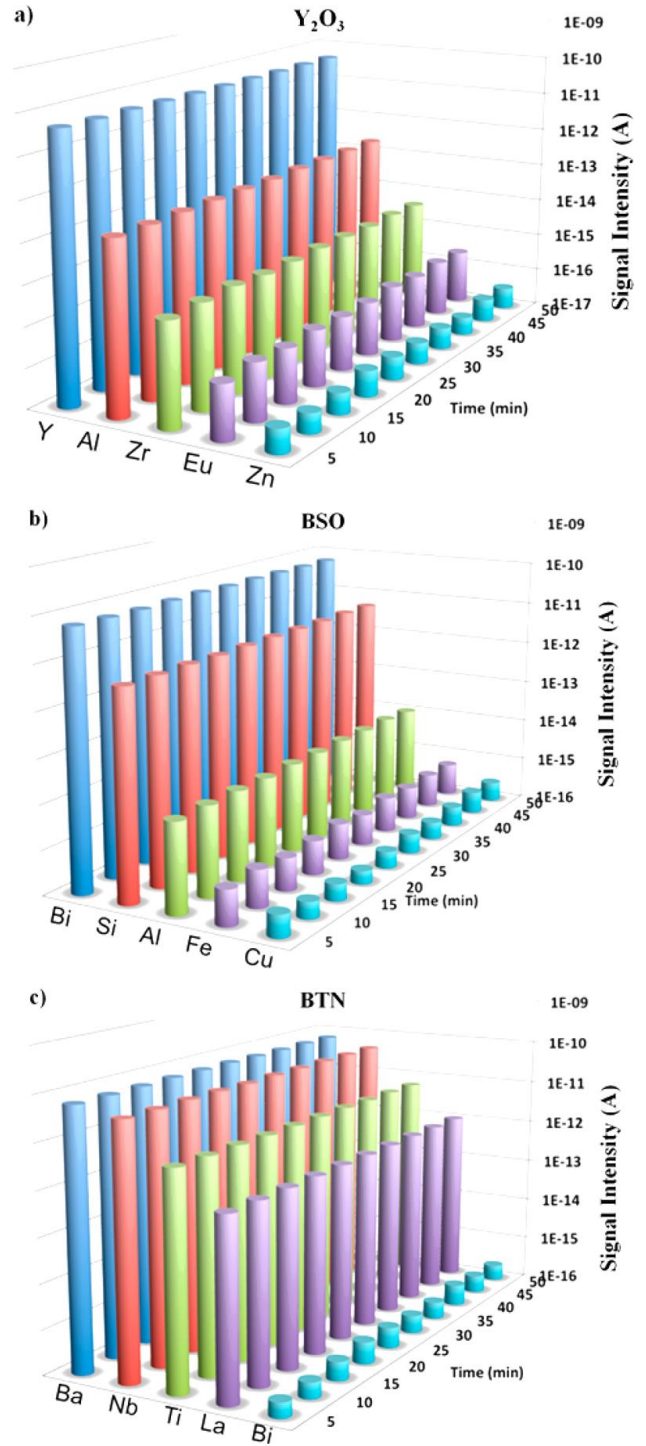 a)
Y₂O₃
1E-09
1E-10
1E-11
1E-12
1E-13
1E-14
1E-15
1E-16
1E-17
Signal Intensity (A)
50
45
40
35
30
25
20
15
10
5
Time (min)
Y Al Zr Eu Zn
b)
BSO
1E-09
1E-10
1E-11
1E-12
1E-13
1E-14
1E-15
1E-16
Signal Intensity (A)
50
45
40
35
30
25
20
15
10
5
Time (min)
Bi Si Al Fe Cu
c)
BTN
1E-09
1E-10
1E-11
1E-12
1E-13
1E-14
1E-15
1E-16
Signal Intensity (A)
50
45
40
35
30
25
20
15
10
5
Time (min)
Ba Nb Ti La Bi